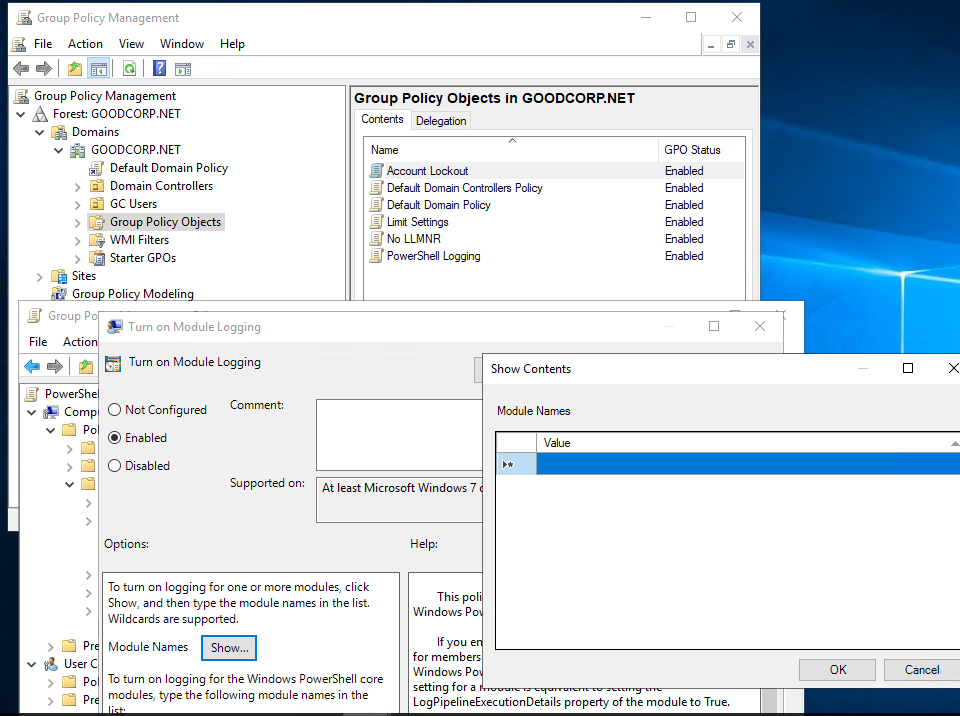 Group Policy Management
File Action View Window Help
Group Policy Management
Forest: GOODCORP.NET
Domains
GOODCORP.NET
Default Domain Policy
Domain Controllers
GC Users
Group Policy Objects
WMI Filters
Starter GPOs
Sites
Group Policy Modeling
Group Policy Objects in GOODCORP.NET
Contents Delegation
Name GPO Status
Account Lockout Enabled
Default Domain Controllers Policy Enabled
Default Domain Policy Enabled
Limit Settings Enabled
No LLMNR Enabled
PowerShell Logging Enabled
Group Po
File Action
PowerShel
Compu
Pol
Pre
User C
Pol
Pre
Turn on Module Logging
Turn on Module Logging
Not Configured
Enabled
Disabled
Comment:
Supported on:
At least Microsoft Windows 7 o
Options:
Help:
To turn on logging for one or more modules, click
Show, and then type the module names in the list.
Wildcards are supported.
Module Names Show...
To turn on logging for the Windows PowerShell core
modules, type the following module names in the
list:
This poli
Windows Pow
If you en
for members
Windows Pow
setting for a module is equivalent to setting the
LogPipelineExecutionDetails property of the module to True.
Show Contents
Module Names
Value
OK Cancel